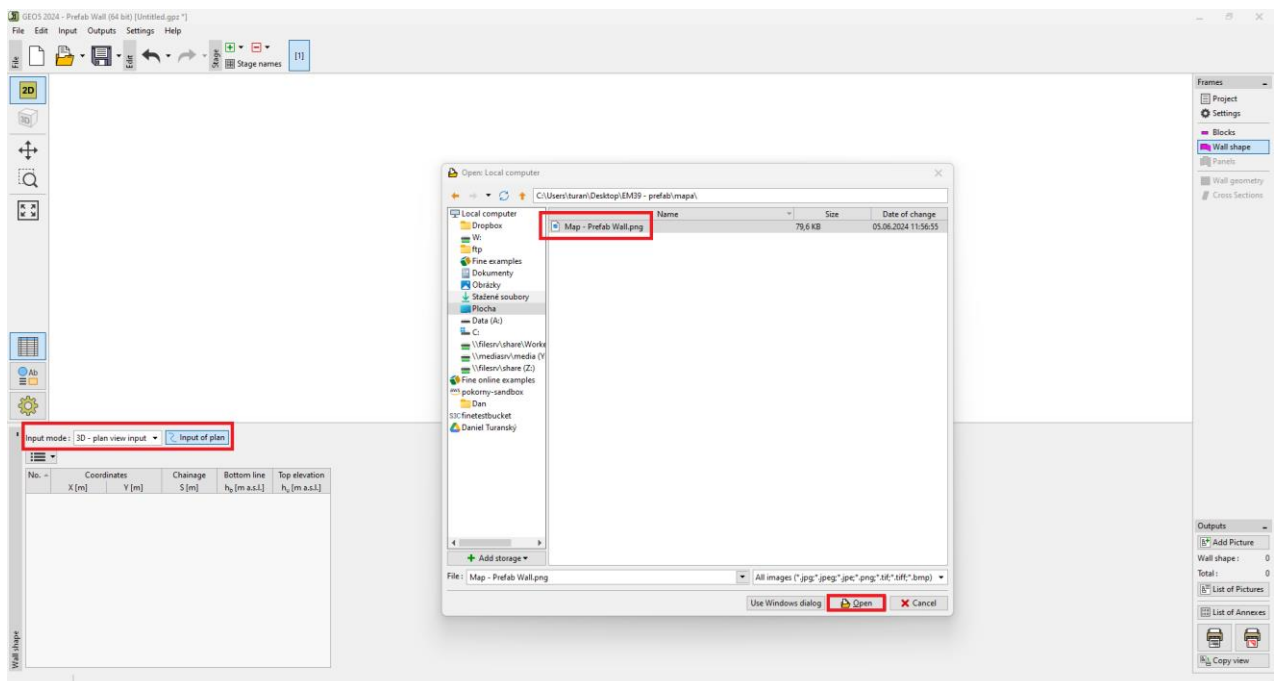 GEO5 2024 - Prefab Wall (64 bit) [Untitled.gpz *]
File Edit Input Outputs Settings Help
File
Edit
Stage
Stage names
[1]
2D
3D
Ab
Frames
Project
Settings
Blocks
Wall shape
Panels
Wall geometry
Cross Sections
Open: Local computer
C:\Users\turan\Desktop\EM39 - prefab\mapa\
Local computer
Dropbox
W:
ftp
Fine examples
Dokumenty
Obrázky
Stažené soubory
Plocha
Data (A:)
C:
\\filesrv\share\Worke
\\mediasrv\media (Y
\\filesrv\share (Z:)
Fine online examples
pokorny-sandbox
Dan
finetestbucket
Daniel Turanský
Add storage
Name Size Date of change
Map - Prefab Wall.png 79,6 KB 05.06.2024 11:56:55
File : Map - Prefab Wall.png All images (*.jpg;*.jpeg;*.jpe;*.png;*.tif;*.tiff;*.bmp)
Use Windows dialog Open Cancel
Input mode : 3D - plan view input Input of plan
No. Coordinates Chainage Bottom line Top elevation
X [m] Y [m] S [m] h_b [m a.s.l.] h_u [m a.s.l.]
Wall shape
Outputs
Add Picture
Wall shape : 0
Total : 0
List of Pictures
List of Annexes
Copy view